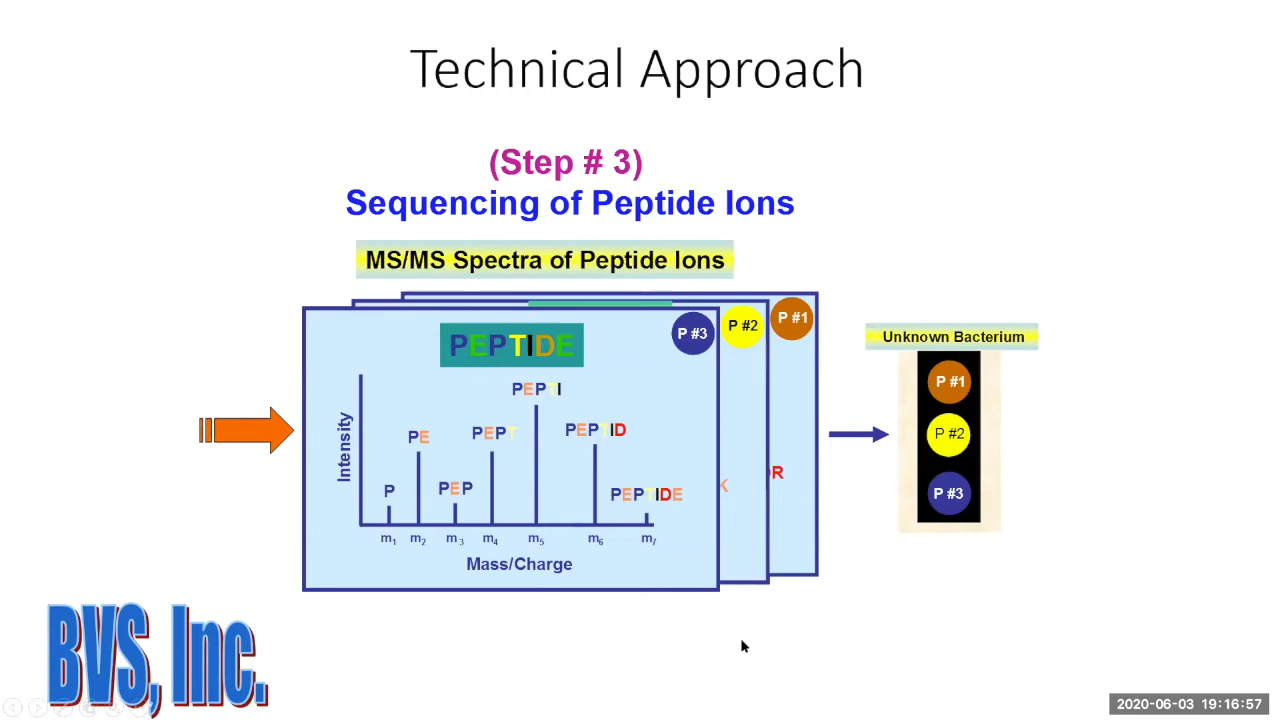 Technical Approach
(Step # 3)
Sequencing of Peptide Ions
MS/MS Spectra of Peptide Ions
P #3
P #2
P #1
PEPTIDE
Unknown Bacterium
P #1
P #2
P #3
Intensity
P
PE
PEP
PEPT
PEPTI
PEPTID
PEPTIDE
K
OR
m1
m2
m3
m4
m5
m6
m7
Mass/Charge
BVS, Inc.
2020-06-03 19:16:57